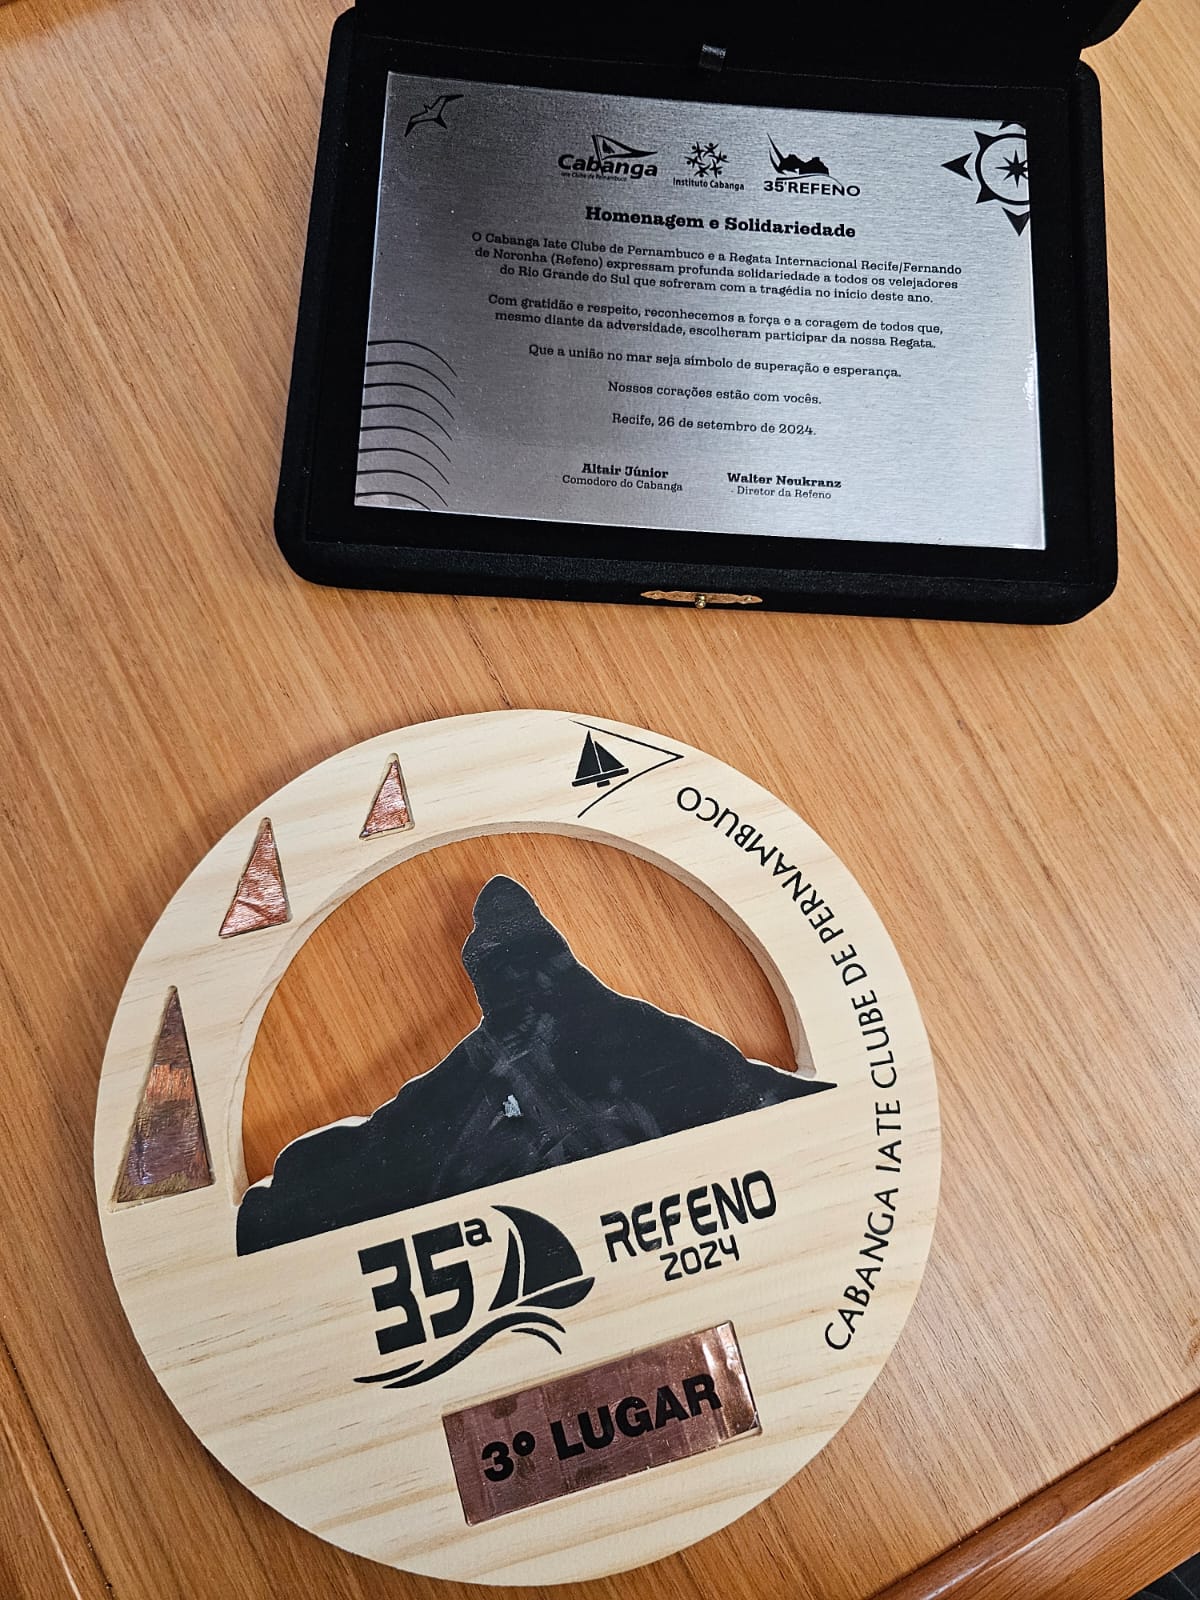 Cabanga
Iate Clube de Pernambuco
Instituto Cabanga
35ªREFENO
Homenagem e Solidariedade
O Cabanga Iate Clube de Pernambuco e a Regata Internacional Recife/Fernando
de Noronha (Refeno) expressam profunda solidariedade a todos os velejadores
do Rio Grande do Sul que sofreram com a tragédia no início deste ano.
Com gratidão e respeito, reconhecemos a força e a coragem de todos que,
mesmo diante da adversidade, escolheram participar da nossa Regata.
Que a união no mar seja símbolo de superação e esperança.
Nossos corações estão com vocês.
Recife, 26 de setembro de 2024.
Altair Júnior
Comodoro do Cabanga
Walter Neukranz
Diretor da Refeno
CABANGA IATE CLUBE DE PERNAMBUCO
35ª
REFENO
2024
3º LUGAR